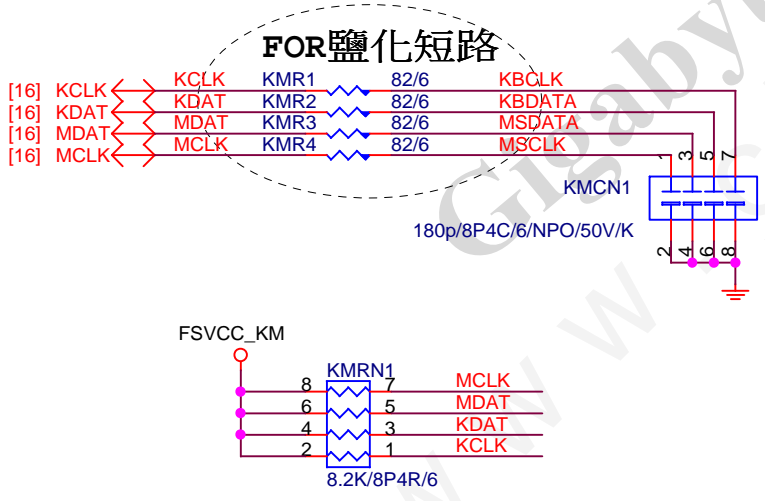 FOR鹽化短路
[16] KCLK KCLK KMR1 82/6 KBCLK
[16] KDAT KDAT KMR2 82/6 KBDATA
[16] MDAT MDAT KMR3 82/6 MSDATA
[16] MCLK MCLK KMR4 82/6 MSCLK
1 3 5 7
KMCN1
180p/8P4C/6/NPO/50V/K
2 4 6 8
FSVCC_KM
KMRN1
8 7 MCLK
6 5 MDAT
4 3 KDAT
2 1 KCLK
8.2K/8P4R/6